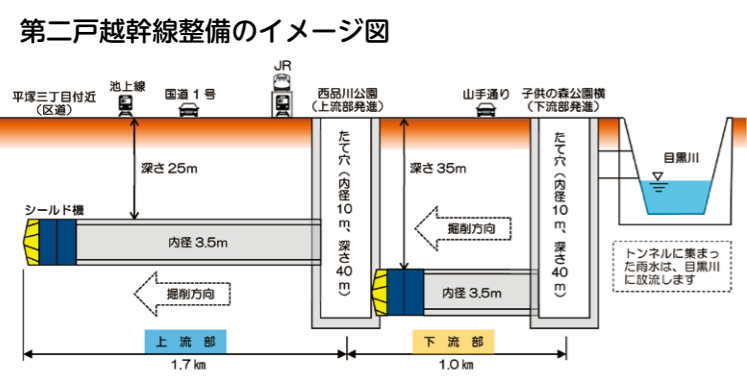 第二戸越幹線整備のイメージ図
平塚三丁目付近
(区道)
池上線
国道1号
JR
西品川公園
(上流部発進)
山手通り
子供の森公園横
(下流部発進)
目黒川
深さ25m
たて穴(内径10m、深さ40m)
深さ35m
たて穴(内径10m、深さ40m)
シールド機
内径3.5m
掘削方向
掘削方向
内径3.5m
トンネルに集まっ
た雨水は、目黒川
に放流します
上流部
下流部
1.7㎞
1.0㎞